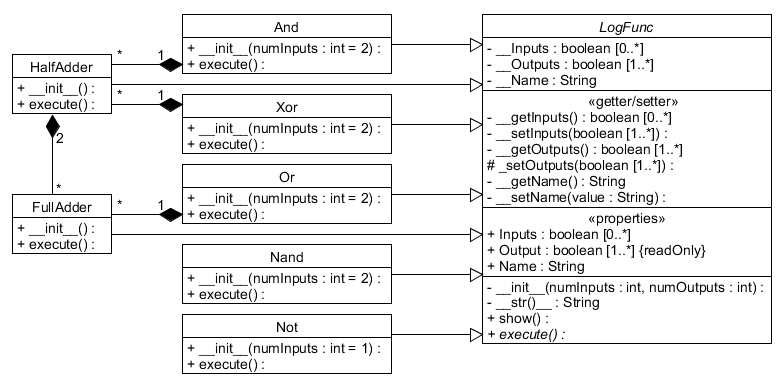 And
+ __init__(numInputs : int = 2) :
+ execute() :
LogFunc
- __Inputs : boolean [0..*]
- __Outputs : boolean [1..*]
- __Name : String
«getter/setter»
- __getInputs() : boolean [0..*]
- __setInputs(boolean [1..*]) :
- __getOutputs() : boolean [1..*]
# _setOutputs(boolean [1..*]) :
- __getName() : String
- __setName(value : String) :
«properties»
+ Inputs : boolean [0..*]
+ Output : boolean [1..*] {readOnly}
+ Name : String
- __init__(numInputs : int, numOutputs : int) :
- __str()__ : String
+ show() :
+ execute() :
HalfAdder
+ __init__() :
+ execute() :
*
1
*
1
2
*
Xor
+ __init__(numInputs : int = 2) :
+ execute() :
Or
+ __init__(numInputs : int = 2) :
+ execute() :
FullAdder
+ __init__() :
+ execute() :
*
1
Nand
+ __init__(numInputs : int = 2) :
+ execute() :
Not
+ __init__(numInputs : int = 1) :
+ execute() :